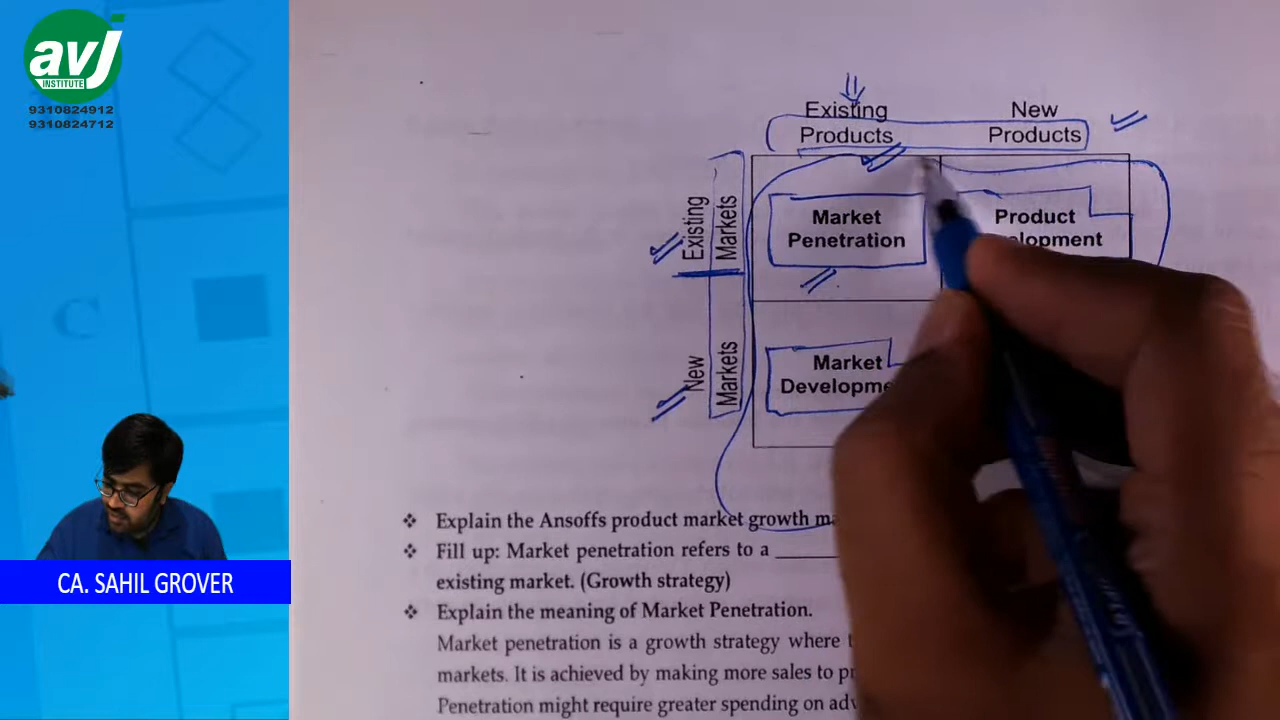 avj
INSTITUTE
9310824912
9310824712
Existing
Products
New
Products
Existing
Markets
Market
Penetration
Product
New
Markets
Market
❖ Explain the Ansoffs product market growth
❖ Fill up: Market penetration refers to a ________
existing market. (Growth strategy)
❖ Explain the meaning of Market Penetration.
Market penetration is a growth strategy where
markets. It is achieved by making more sales to
Penetration might require greater spending on
CA. SAHIL GROVER